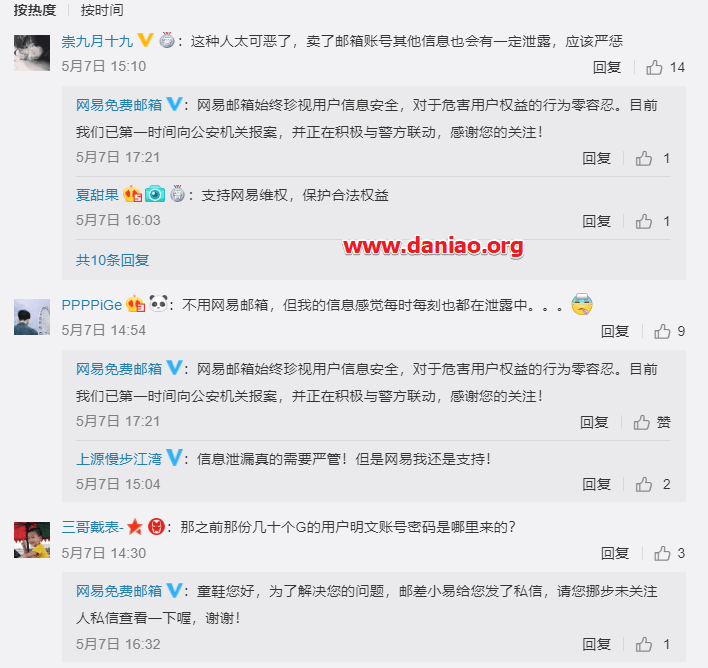 按热度 | 按时间
崇九月十九：这种人太可恶了，卖了邮箱账号其他信息也会有一定泄露，应该严惩
5月7日 15:10
回复 14
网易免费邮箱：网易邮箱始终珍视用户信息安全，对于危害用户权益的行为零容忍。目前
我们已第一时间向公安机关报案，并正在积极与警方联动，感谢您的关注！
5月7日 17:21
回复 1
夏甜果：支持网易维权，保护合法权益
5月7日 16:03
回复 1
www.daniao.org
共10条回复
PPPPiGe：不用网易邮箱，但我的信息感觉每时每刻也都在泄露中。。。
5月7日 14:54
回复 9
网易免费邮箱：网易邮箱始终珍视用户信息安全，对于危害用户权益的行为零容忍。目前
我们已第一时间向公安机关报案，并正在积极与警方联动，感谢您的关注！
5月7日 17:21
回复 赞
上源慢步江湾：信息泄漏真的需要严管！但是网易我还是支持！
5月7日 15:04
回复 2
三哥戴表-：那之前那份几十个G的用户明文账号密码是哪里来的？
5月7日 14:30
回复 3
网易免费邮箱：童鞋您好，为了解决您的问题，邮差小易给您发了私信，请您挪步未关注
人私信查看一下喔，谢谢！
5月7日 16:32
回复 1